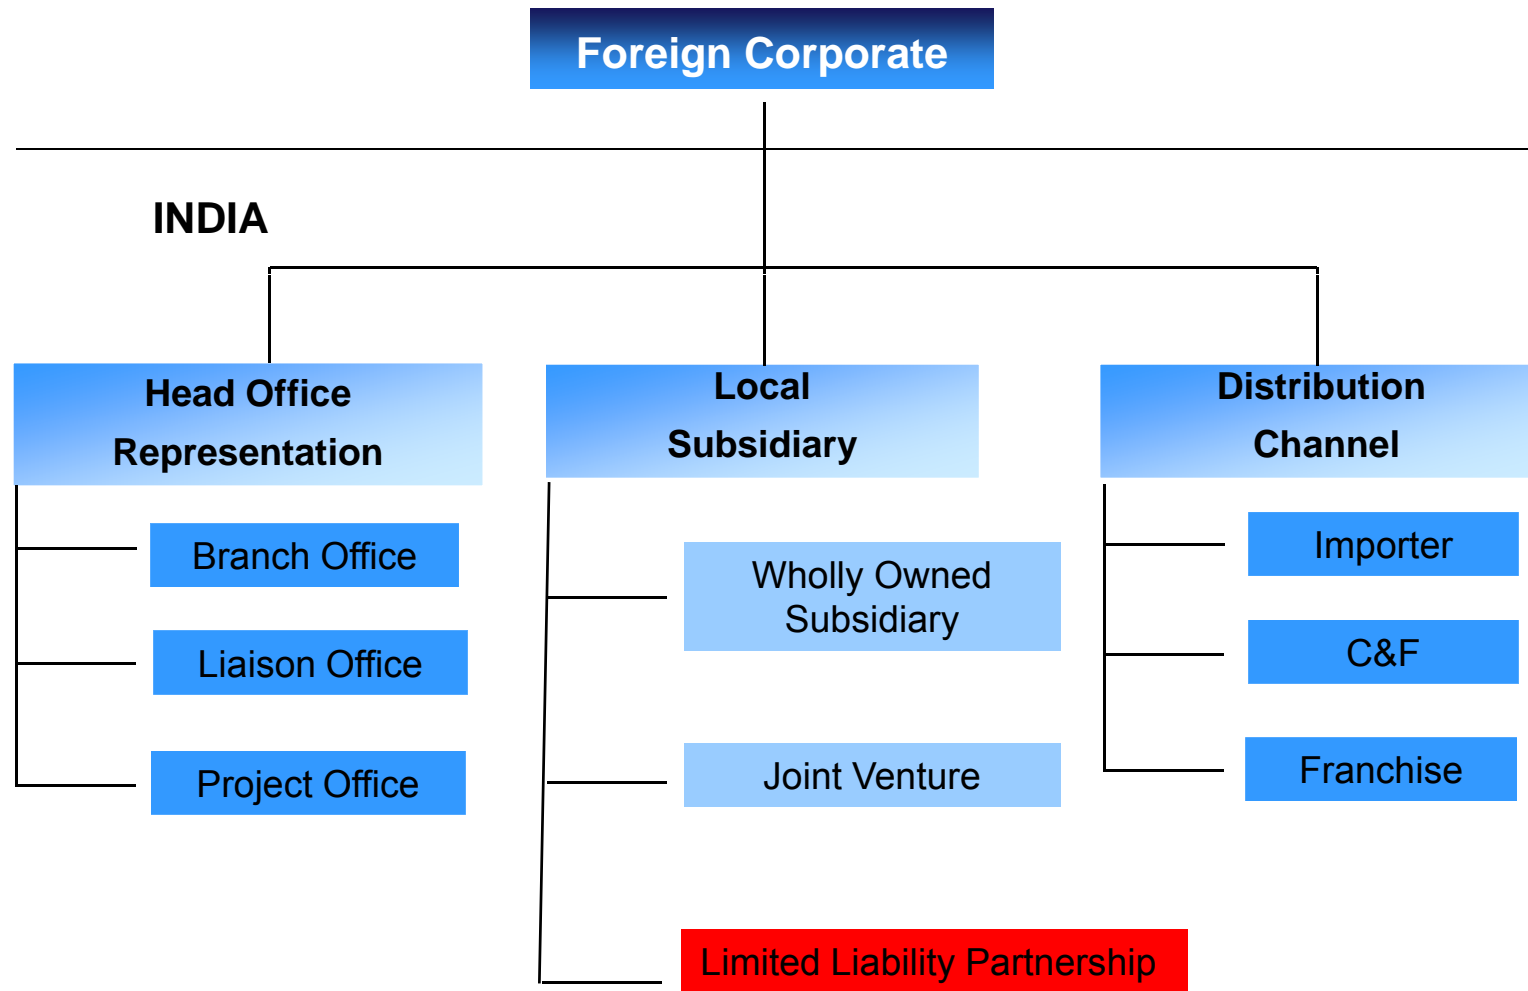 Foreign Corporate
INDIA
Head Office
Representation
Branch Office
Liaison Office
Project Office
Local
Subsidiary
Wholly Owned
Subsidiary
Joint Venture
Limited Liability Partnership
Distribution
Channel
Importer
C&F
Franchise